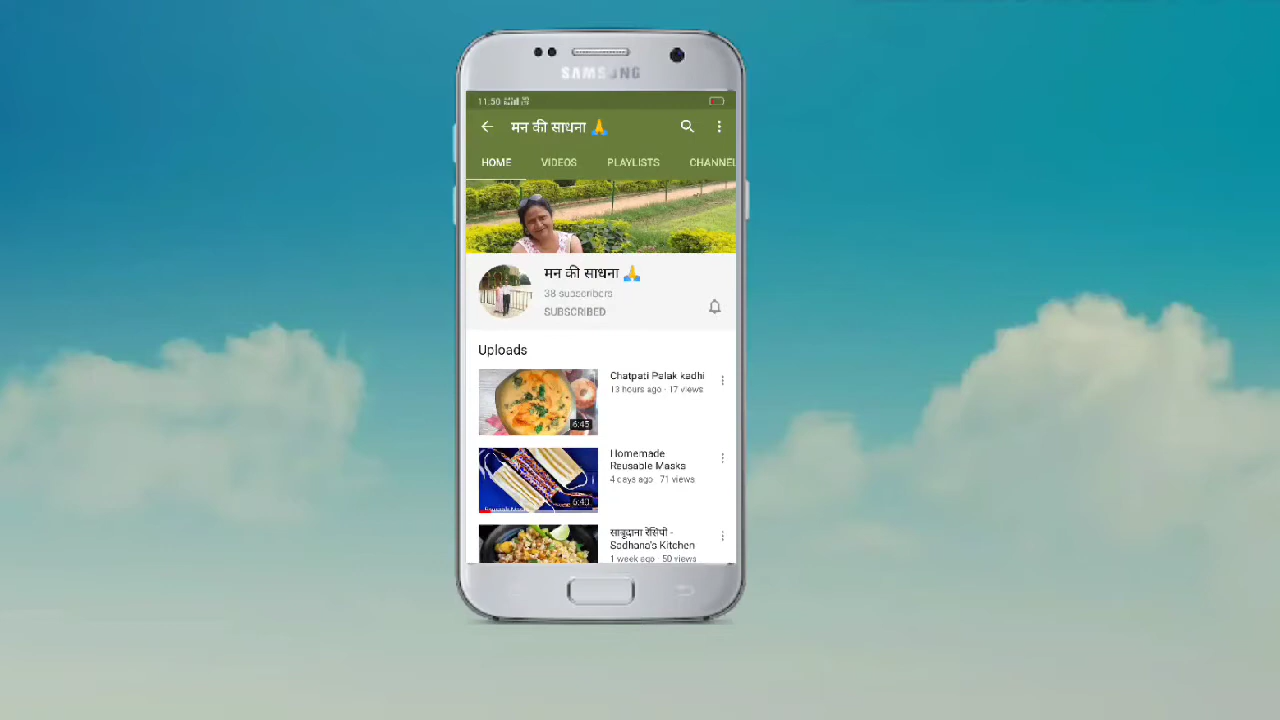 SAMSUNG
11:50
मन की साधना 🙏
HOME VIDEOS PLAYLISTS CHANNEL
मन की साधना 🙏
38 subscribers
SUBSCRIBED
Uploads
Chatpati Palak kadhi
13 hours ago · 17 views
6:45
Homemade
Reusable Masks
4 days ago · 71 views
6:40
साबूदाना रेसिपी -
Sadhana's Kitchen
1 week ago · 50 views